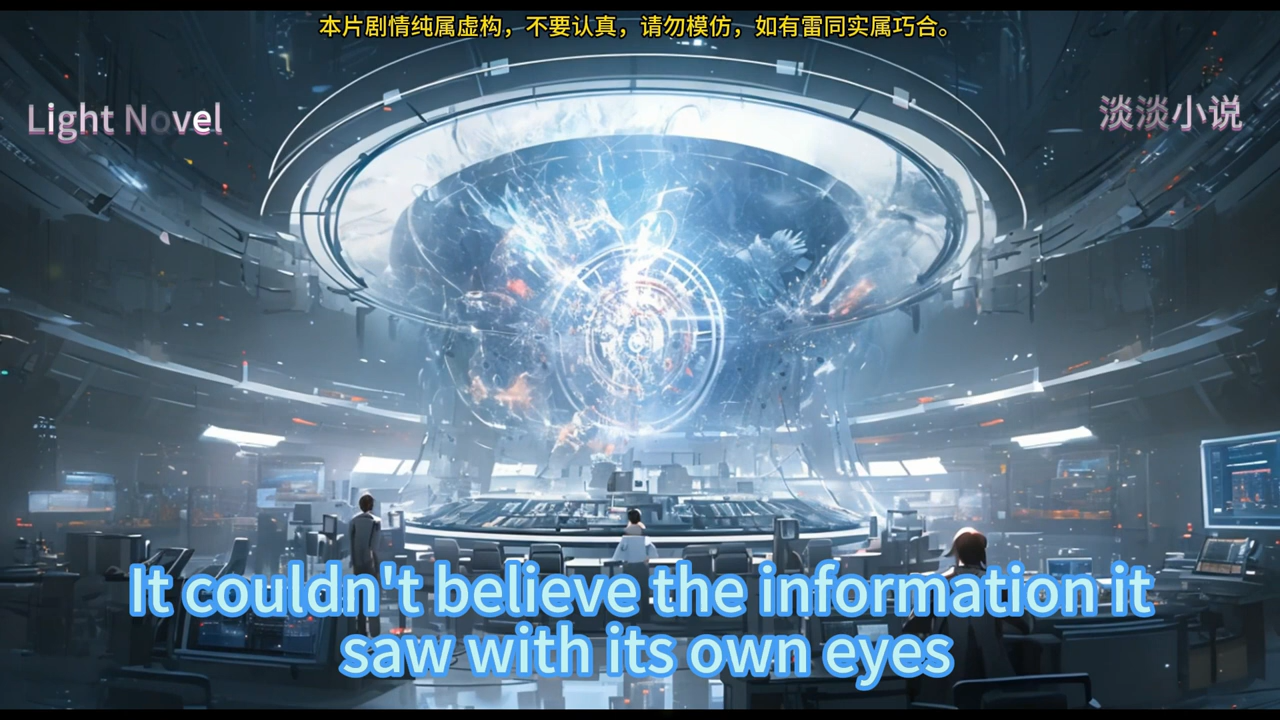 本片剧情纯属虚构，不要认真，请勿模仿，如有雷同实属巧合。
Light Novel
淡淡小说
It couldn't believe the information it
saw with its own eyes